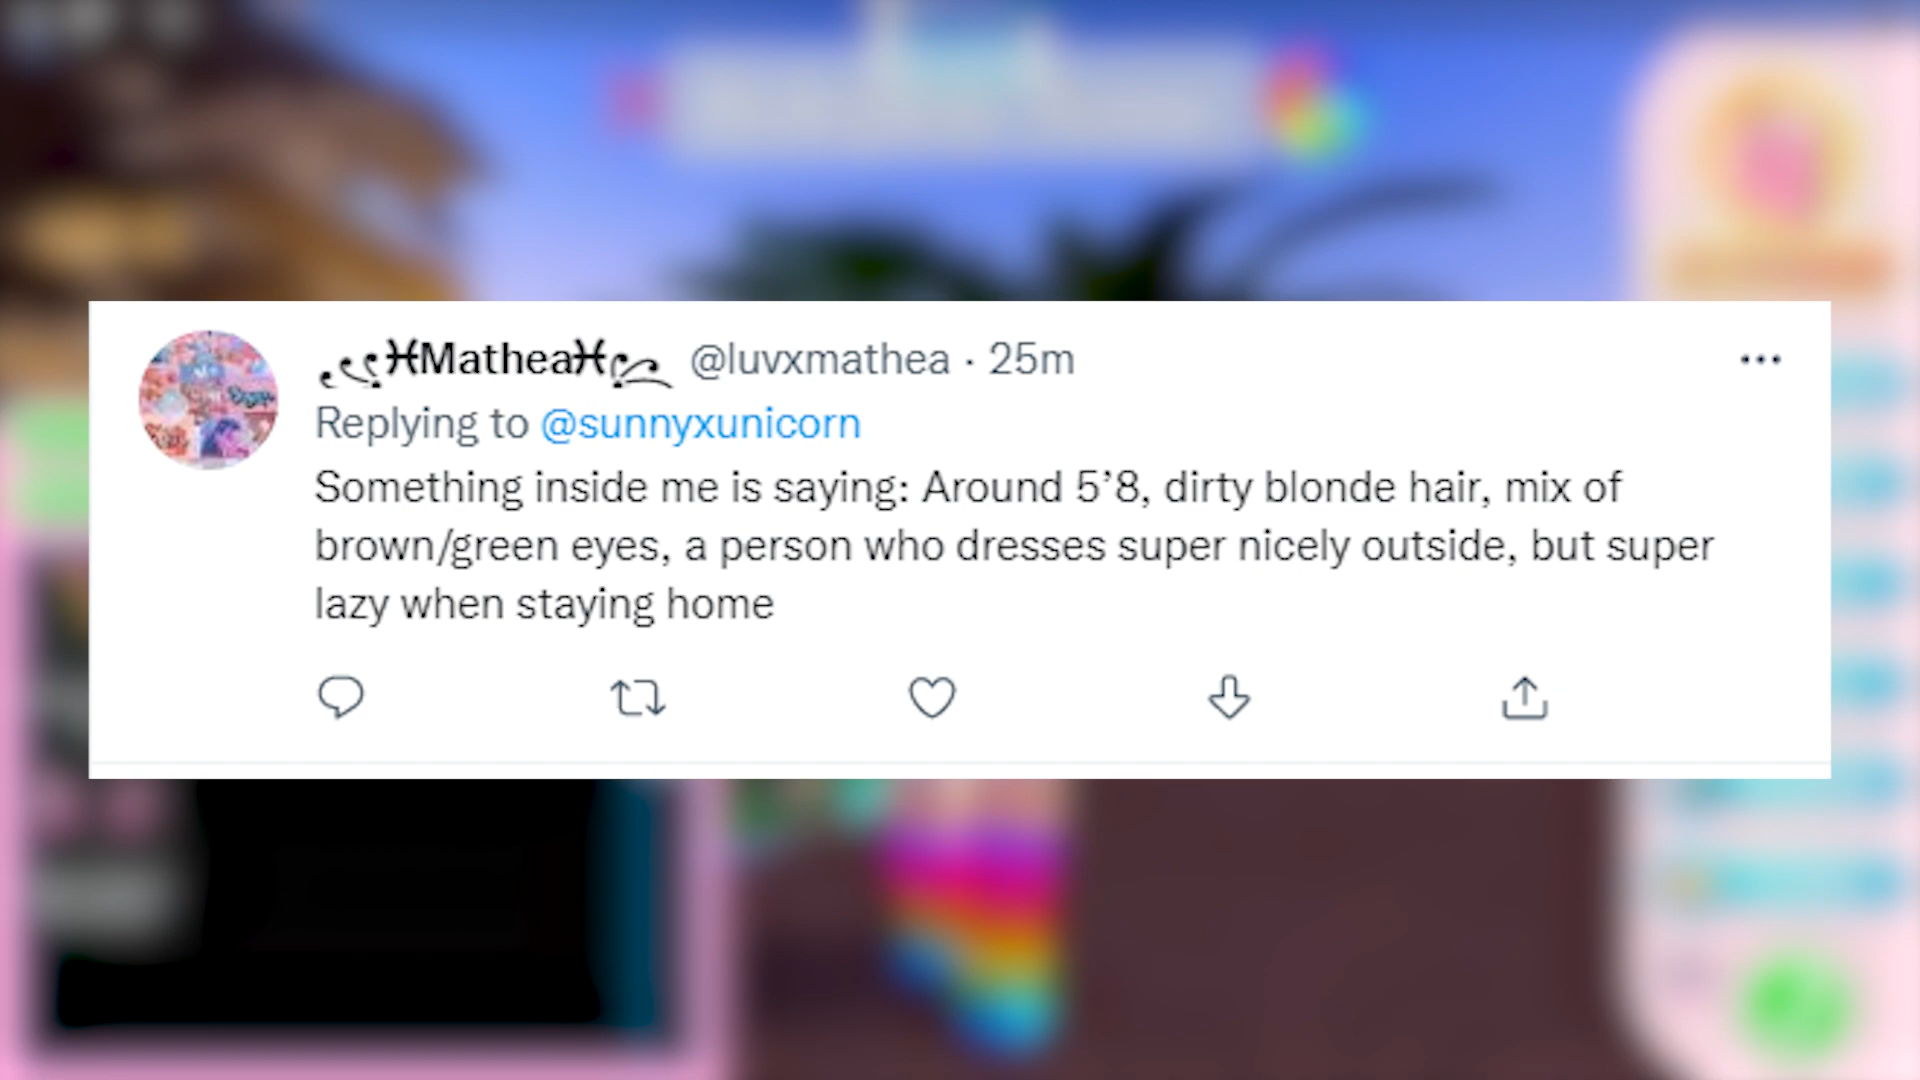 ⓗMatheaⓗ @luvxmathea · 25m
Replying to @sunnyxunicorn
Something inside me is saying: Around 5’8, dirty blonde hair, mix of
brown/green eyes, a person who dresses super nicely outside, but super
lazy when staying home